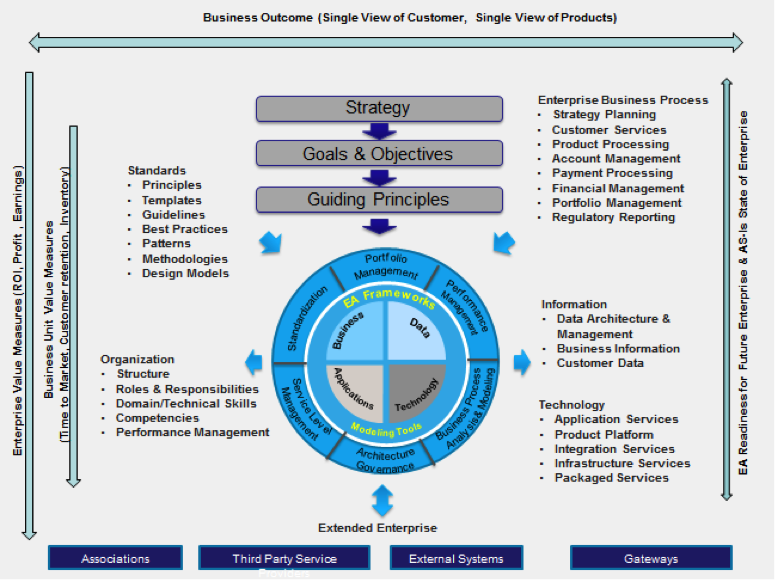 Business Outcome (Single View of Customer, Single View of Products)
Enterprise Value Measures (ROI, Profit , Earnings)
Business Unit Value Measures
(Time to Market, Customer retention, Inventory)
EA Readiness for Future Enterprise & AS-Is State of Enterprise
Strategy
Goals & Objectives
Guiding Principles
Standards
• Principles
• Templates
• Guidelines
• Best Practices
• Patterns
• Methodologies
• Design Models
Enterprise Business Process
• Strategy Planning
• Customer Services
• Product Processing
• Account Management
• Payment Processing
• Financial Management
• Portfolio Management
• Regulatory Reporting
Portfolio
Management
Performance
Management
Standardization
EA Frameworks
Business
Data
Applications
Technology
Modeling Tools
Service Level
Management
Business Process
Analysis & Modeling
Architecture
Governance
Organization
• Structure
• Roles & Responsibilities
• Domain/Technical Skills
• Competencies
• Performance Management
Information
• Data Architecture &
Management
• Business Information
• Customer Data
Technology
• Application Services
• Product Platform
• Integration Services
• Infrastructure Services
• Packaged Services
Extended Enterprise
Associations
Third Party Service
External Systems
Gateways